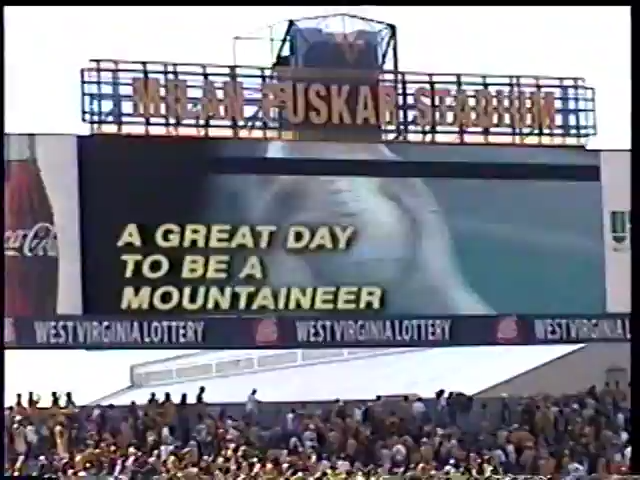 MILAN PUSKAR STADIUM
A GREAT DAY
TO BE A
MOUNTAINEER
Coca-Cola
WEST VIRGINIA LOTTERY WEST VIRGINIA LOTTERY WEST VIRGINIA L